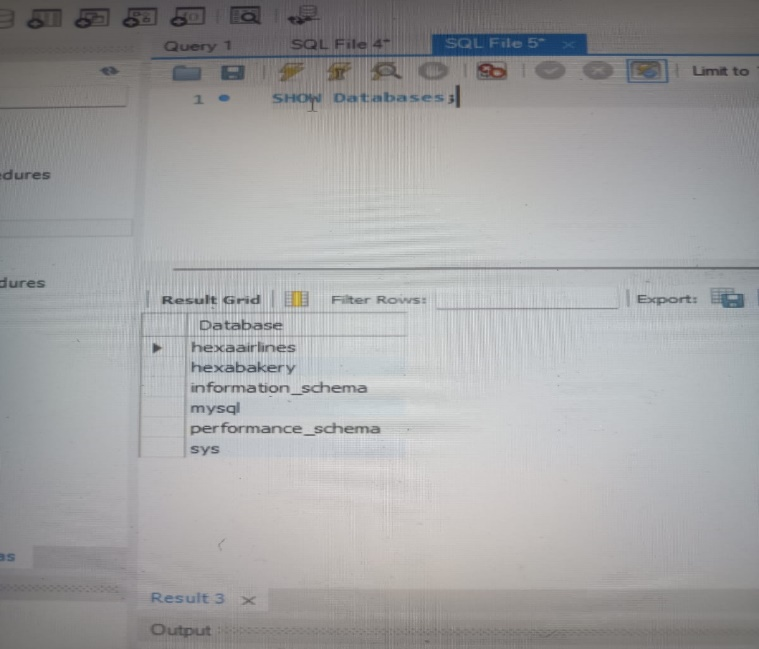 Query 1 SQL File 4* SQL File 5*
Limit to
1 SHOW Databases;
edures
dures
Result Grid Filter Rows: Export:
Database
hexaairlines
hexabakery
information_schema
mysql
performance_schema
sys
as
Result 3
Output